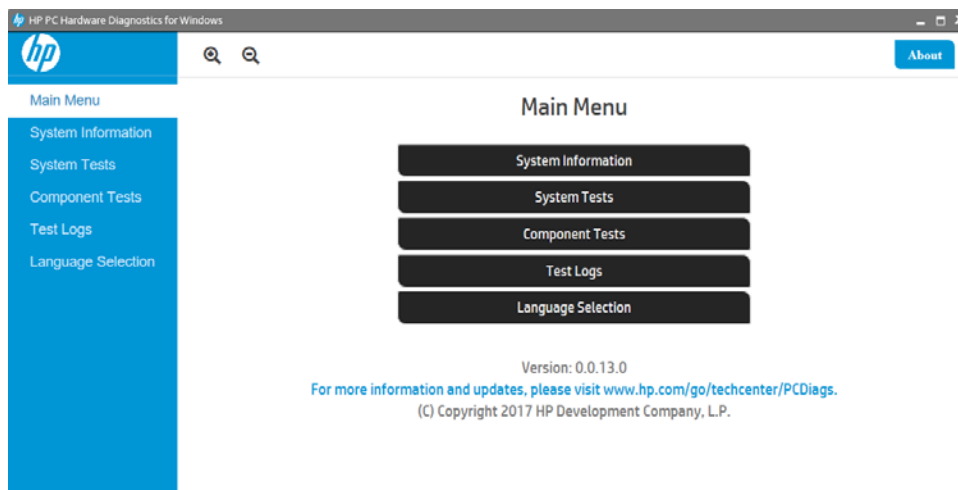 HP PC Hardware Diagnostics for Windows
hp
About
Main Menu
System Information
System Tests
Component Tests
Test Logs
Language Selection
Main Menu
System Information
System Tests
Component Tests
Test Logs
Language Selection
Version: 0.0.13.0
For more information and updates, please visit www.hp.com/go/techcenter/PCDiags.
(C) Copyright 2017 HP Development Company, L.P.